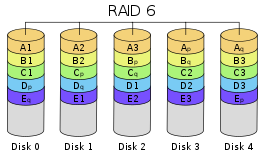 RAID 6
A1 A2 A3 Ap Aq
B1 B2 Bp Bq B3
C1 Cp Cq C2 C3
Dp Dq D1 D2 D3
Eq E1 E2 E3 Ep
Disk 0 Disk 1 Disk 2 Disk 3 Disk 4